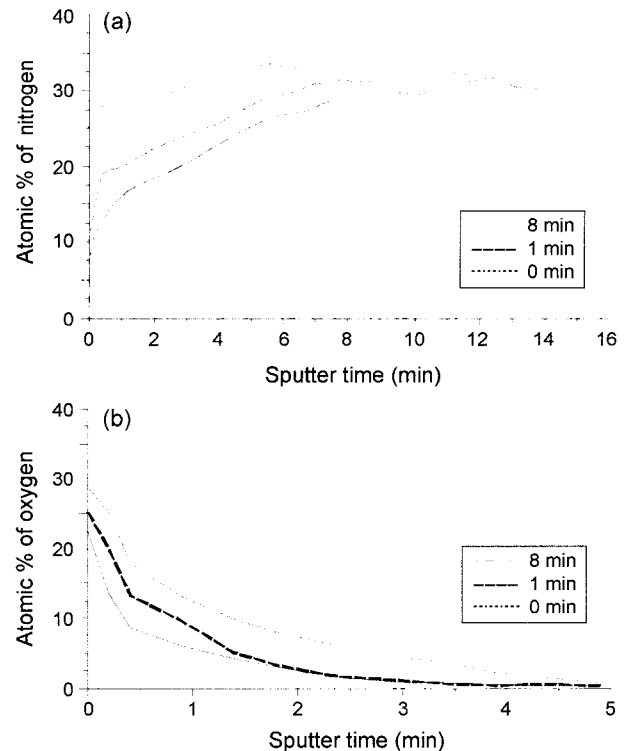 (a)
Atomic % of nitrogen
40
30
20
10
0
0 2 4 6 8 10 12 14 16
8 min
1 min
0 min
Sputter time (min)
(b)
Atomic % of oxygen
40
30
20
10
0
0 1 2 3 4 5
8 min
1 min
0 min
Sputter time (min)